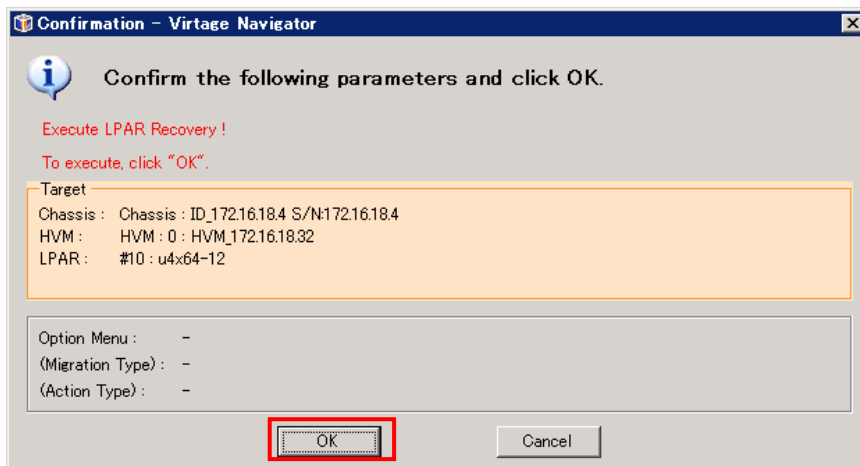 Confirmation - Virtage Navigator
Confirm the following parameters and click OK.
Execute LPAR Recovery !
To execute, click "OK".
Target
Chassis : Chassis : ID_172.16.18.4 S/N:172.16.18.4
HVM : HVM : 0 : HVM_172.16.18.32
LPAR : #10 : u4x64-12
Option Menu : -
(Migration Type) : -
(Action Type) : -
OK Cancel